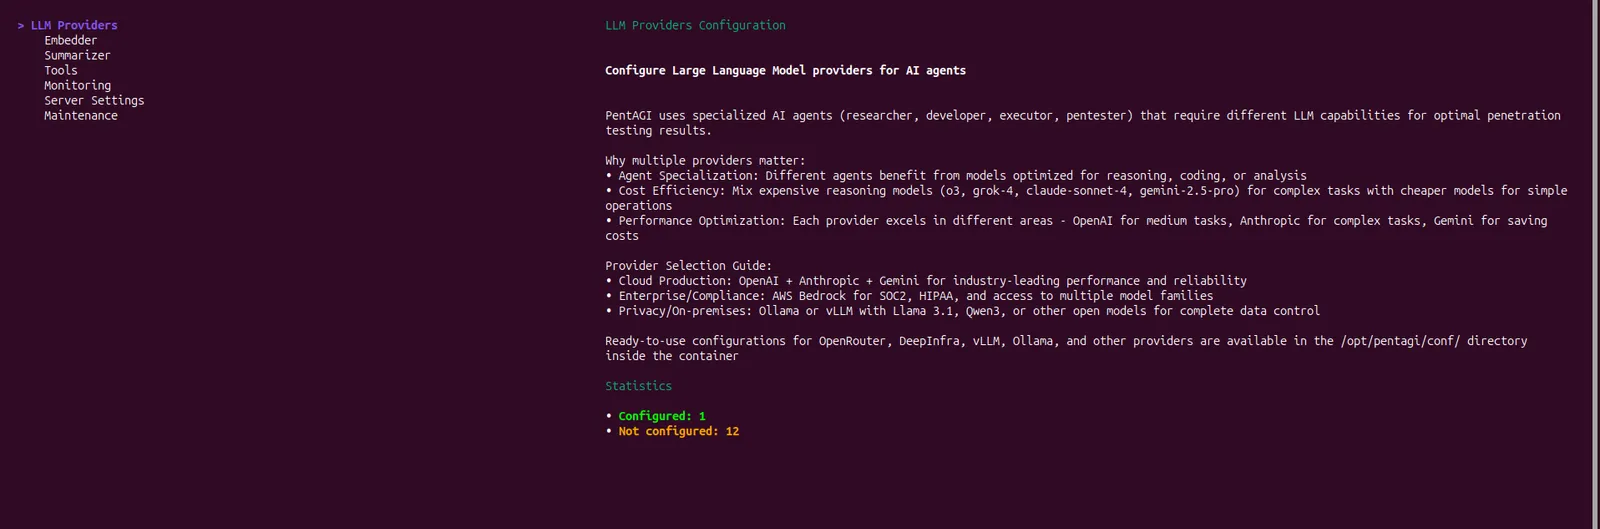 > LLM Providers
Embedder
Summarizer
Tools
Monitoring
Server Settings
Maintenance
LLM Providers Configuration
Configure Large Language Model providers for AI agents
PentAGI uses specialized AI agents (researcher, developer, executor, pentester) that require different LLM capabilities for optimal penetration
testing results.
Why multiple providers matter:
• Agent Specialization: Different agents benefit from models optimized for reasoning, coding, or analysis
• Cost Efficiency: Mix expensive reasoning models (o3, grok-4, claude-sonnet-4, gemini-2.5-pro) for complex tasks with cheaper models for simple
operations
• Performance Optimization: Each provider excels in different areas - OpenAI for medium tasks, Anthropic for complex tasks, Gemini for saving
costs
Provider Selection Guide:
• Cloud Production: OpenAI + Anthropic + Gemini for industry-leading performance and reliability
• Enterprise/Compliance: AWS Bedrock for SOC2, HIPAA, and access to multiple model families
• Privacy/On-premises: Ollama or vLLM with Llama 3.1, Qwen3, or other open models for complete data control
Ready-to-use configurations for OpenRouter, DeepInfra, vLLM, Ollama, and other providers are available in the /opt/pentagi/conf/ directory
inside the container
Statistics
• Configured: 1
• Not configured: 12